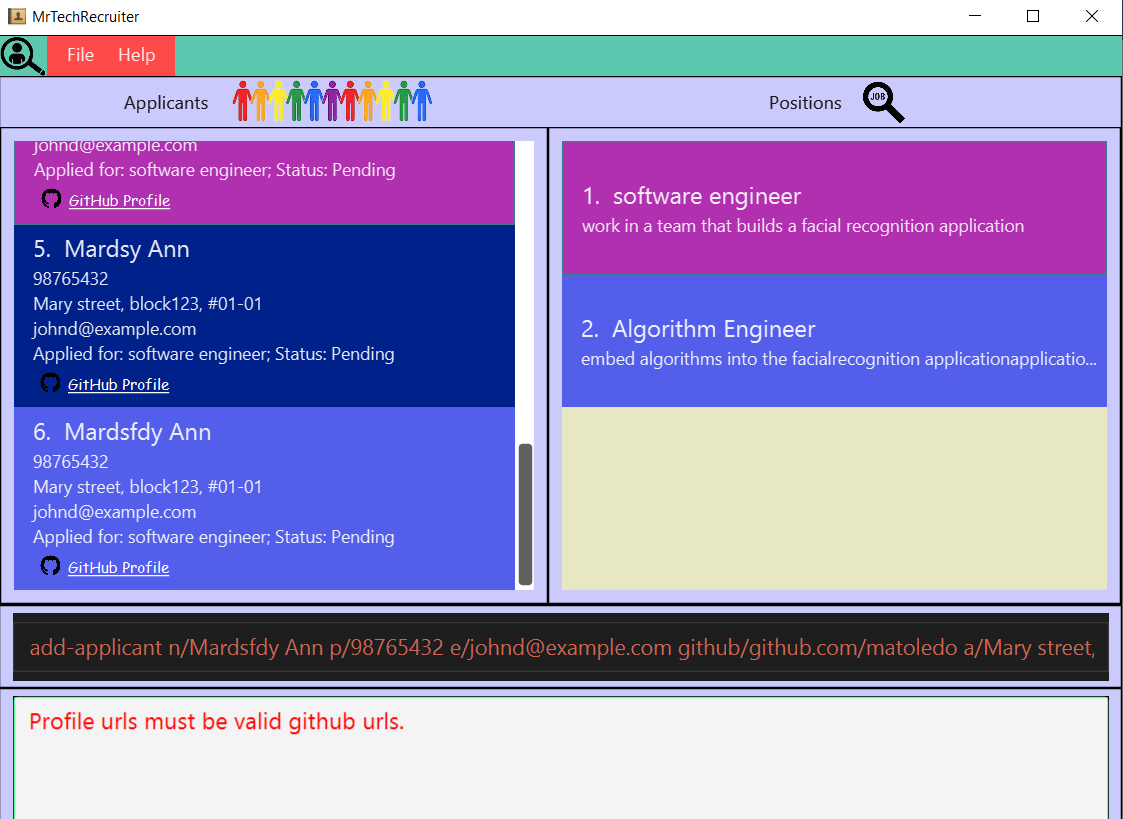 MrTechRecruiter
File Help
Applicants
Positions
JOB
johnd@example.com
Applied for: software engineer; Status: Pending
GitHub Profile
5. Mardsy Ann
98765432
Mary street, block123, #01-01
johnd@example.com
Applied for: software engineer; Status: Pending
GitHub Profile
6. Mardsfdy Ann
98765432
Mary street, block123, #01-01
johnd@example.com
Applied for: software engineer; Status: Pending
GitHub Profile
1. software engineer
work in a team that builds a facial recognition application
2. Algorithm Engineer
embed algorithms into the facialrecognition applicationapplicatio...
add-applicant n/Mardsfdy Ann p/98765432 e/johnd@example.com github/github.com/matoledo a/Mary street,
Profile urls must be valid github urls.